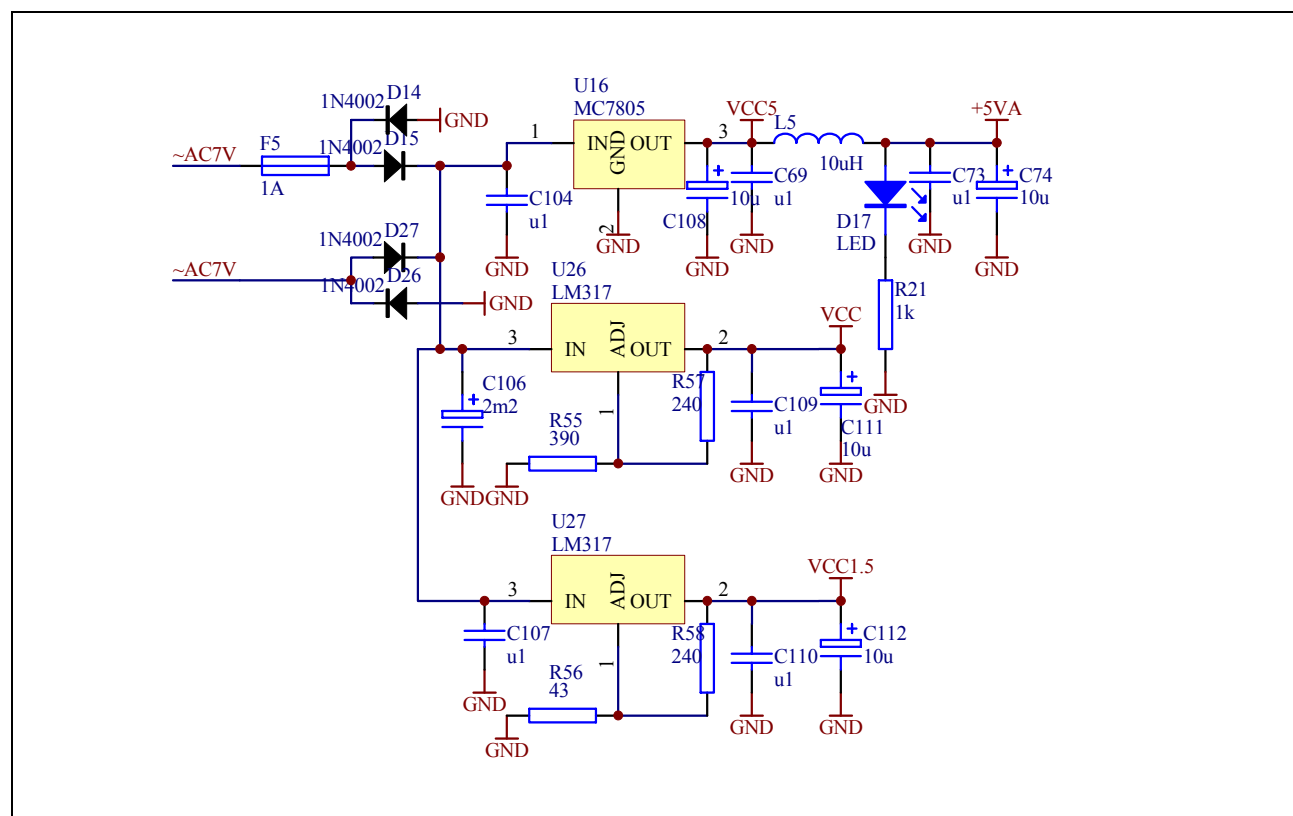 U16
MC7805
D14
1N4002
GND
VCC5
+5VA
L5
1
IN
GND
OUT
3
~AC7V
F5
1A
1N4002
D15
10uH
C104
u1
+
10u
C108
C69
u1
C73
u1
+
C74
10u
D17
LED
2
GND
GND
GND
GND
GND
GND
~AC7V
1N4002
D27
1N4002
D26
GND
U26
LM317
R21
1k
VCC
3
IN
ADJ
OUT
2
C106
+
2m2
1
R57
240
C109
u1
+
C111
10u
GND
R55
390
GND
GND
GND
GND
U27
LM317
VCC1.5
3
IN
ADJ
OUT
2
C107
u1
1
R58
240
C110
u1
+
C112
10u
R56
43
GND
GND
GND
GND